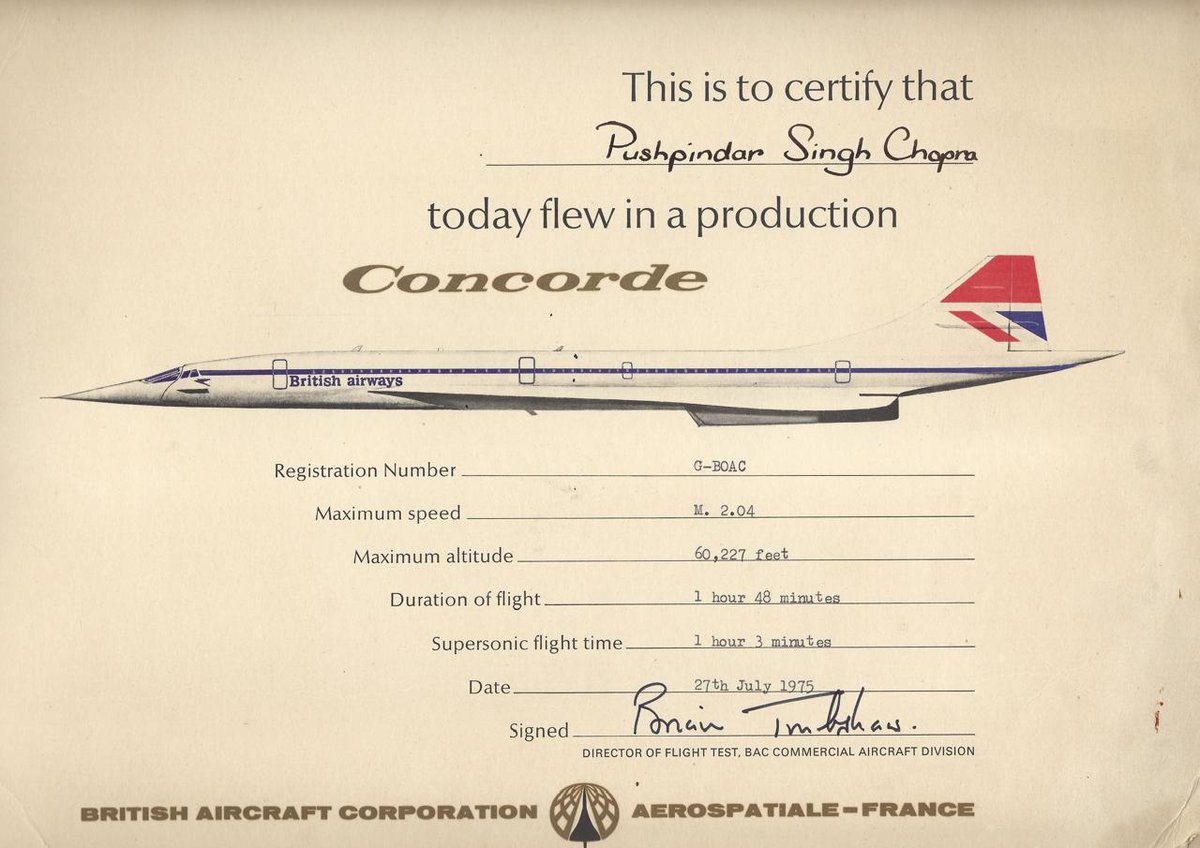 This is to certify that
Pushpindar Singh Chopra
today flew in a production
Concorde
British airways
Registration Number G-BOAC
Maximum speed M. 2.04
Maximum altitude 60,227 feet
Duration of flight 1 hour 48 minutes
Supersonic flight time 1 hour 3 minutes
Date 27th July 1975
Signed Brian Trubshaw.
DIRECTOR OF FLIGHT TEST, BAC COMMERCIAL AIRCRAFT DIVISION
BRITISH AIRCRAFT CORPORATION AEROSPATIALE-FRANCE